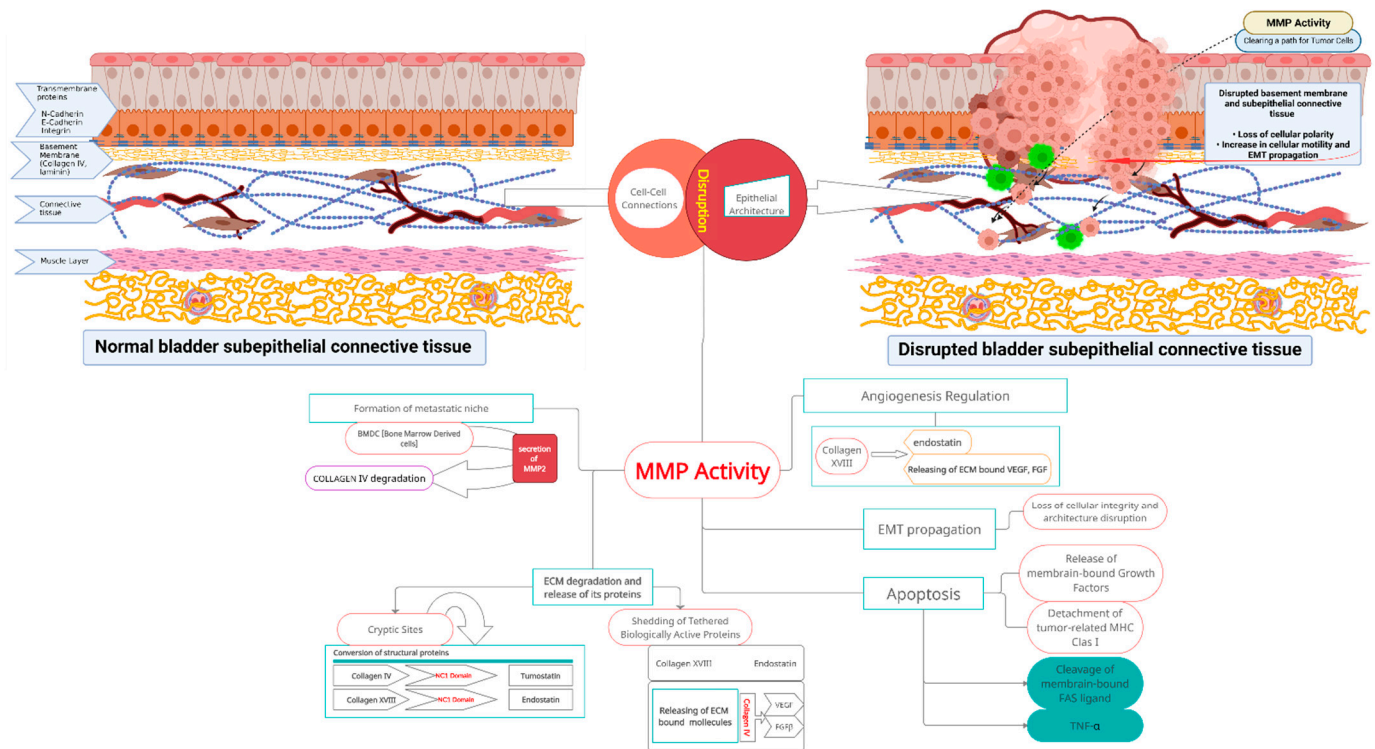 Transmembrane
proteins
N-Cadherin
E-Cadherin
Integrin
Basement
Membrane
(Collagen IV,
laminin)
Connective
tissue
Muscle Layer
Normal bladder subepithelial connective tissue
Cell-Cell
Connections
Disruption
Epithelial
Architecture
MMP Activity
Clearing a path for Tumor Cells
Disrupted basement membrane
and subepithelial connective
tissue
• Loss of cellular polarity
• Increase in cellular motility and
EMT propagation
Disrupted bladder subepithelial connective tissue
Formation of metastatic niche
BMDC [Bone Marrow Derived
cells]
secretion
of
MMP2
COLLAGEN IV degradation
MMP Activity
Angiogenesis Regulation
Collagen
XVIII
endostatin
Releasing of ECM bound VEGF, FGF
EMT propagation
Loss of cellular integrity and
architecture disruption
Apoptosis
Release of
membrain-bound Growth
Factors
Detachment of
tumor-related MHC
Clas I
Cleavage of
membrain-bound
FAS ligand
TNF-α
ECM degradation and
release of its proteins
Cryptic Sites
Conversion of structural proteins
Collagen IV
NC1 Domain
Tumostatin
Collagen XVIII
NC1 Domain
Endostatin
Shedding of Tethered
Biologically Active Proteins
Collagen XVIII
Endostatin
Releasing of ECM
bound molecules
Collagen IV
VEGF
FGFβ